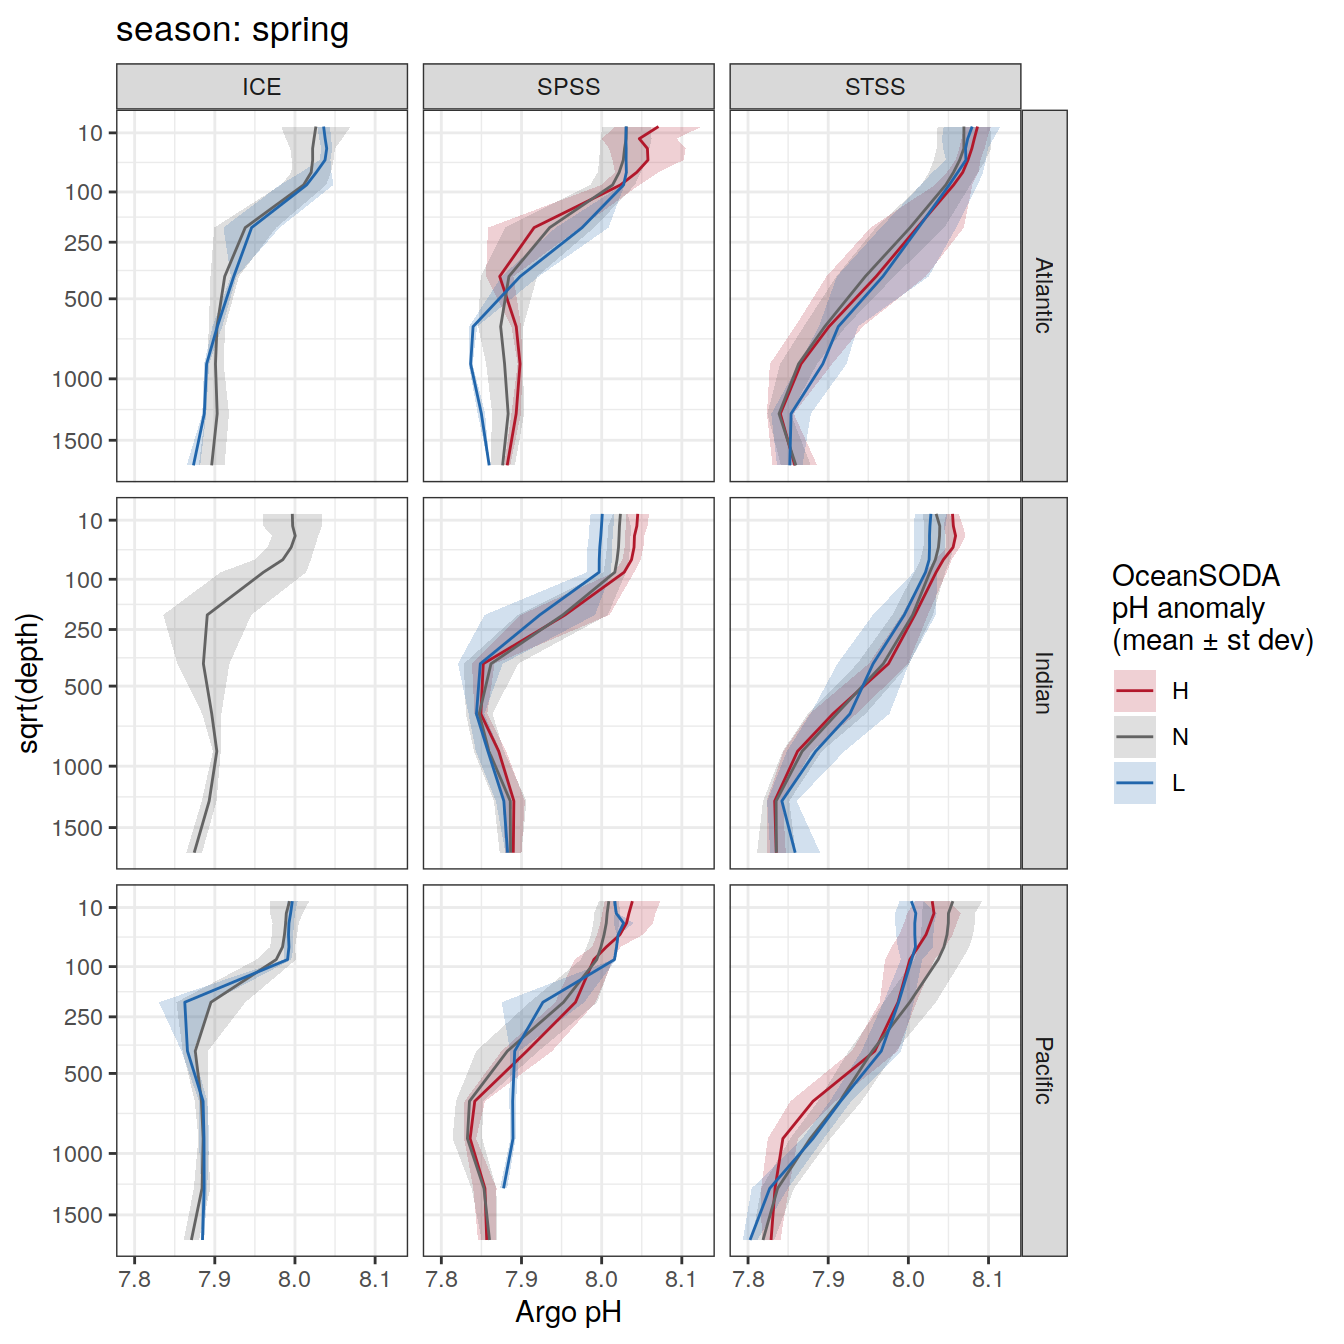 season: spring
ICE
SPSS
STSS
10
100
250
500
1000
1500
Atlantic
10
100
250
500
1000
1500
Indian
10
100
250
500
1000
1500
Pacific
7.8
7.9
8.0
8.1
7.8
7.9
8.0
8.1
7.8
7.9
8.0
8.1
Argo pH
sqrt(depth)
OceanSODA
pH anomaly
(mean ± st dev)
H
N
L